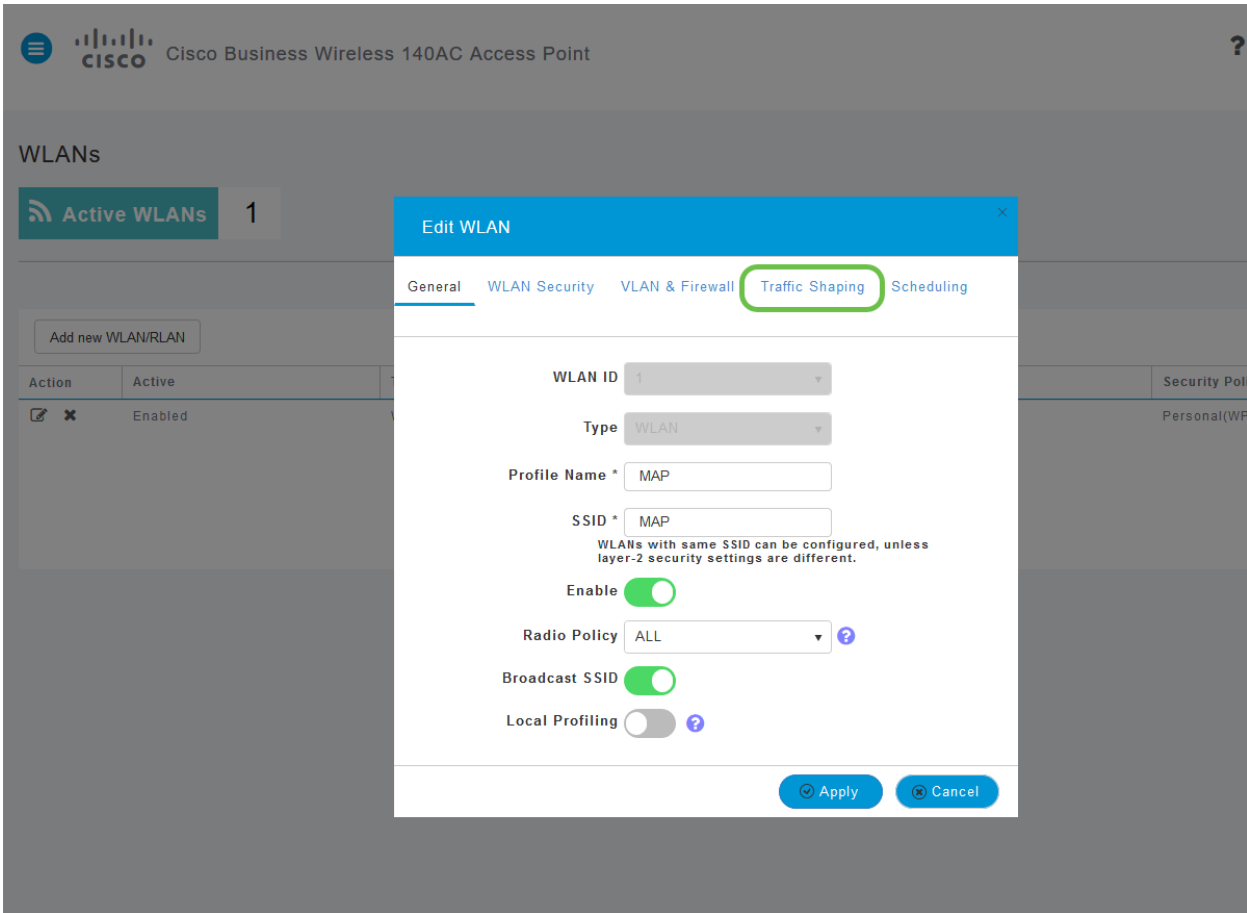 CISCO Cisco Business Wireless 140AC Access Point ?
WLANs
Active WLANs 1
Edit WLAN ×
General WLAN Security VLAN & Firewall Traffic Shaping Scheduling
Add new WLAN/RLAN
Action Active Security Pol
Enabled Personal(WP
WLAN ID 1
Type WLAN
Profile Name * MAP
SSID * MAP
WLANs with same SSID can be configured, unless
layer-2 security settings are different.
Enable
Radio Policy ALL ?
Broadcast SSID
Local Profiling ?
Apply Cancel